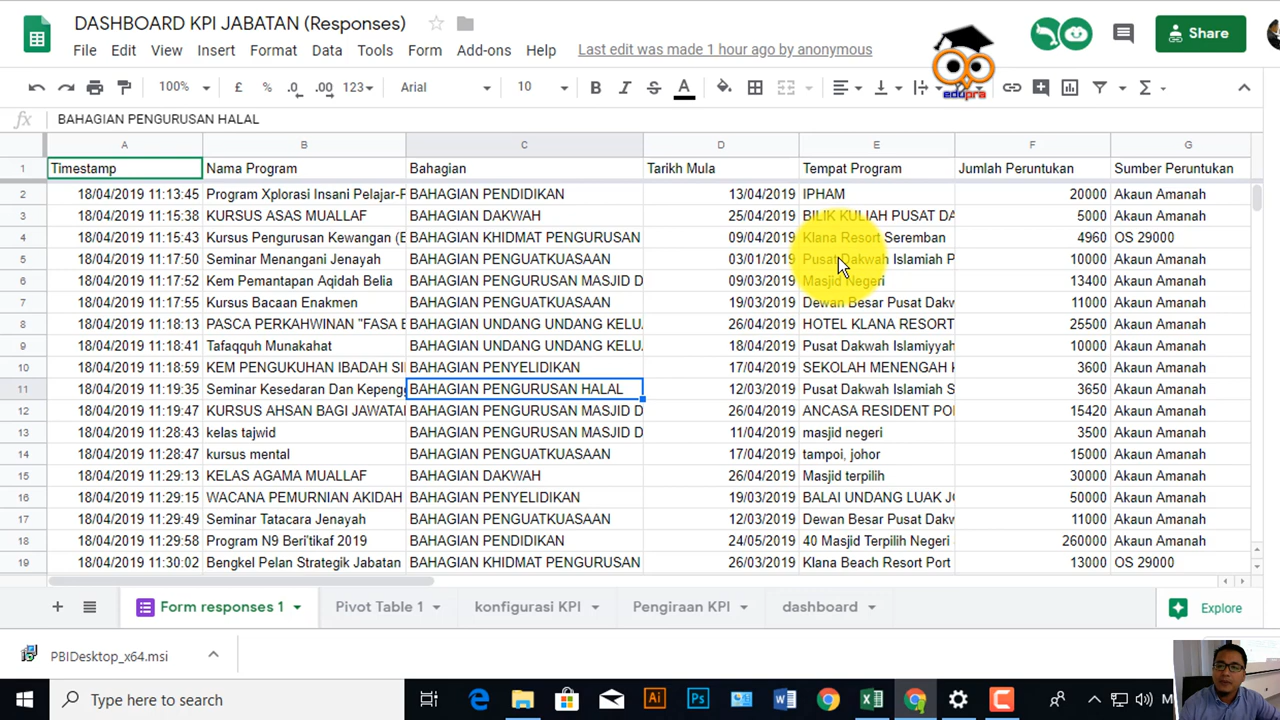 DASHBOARD KPI JABATAN (Responses)
File Edit View Insert Format Data Tools Form Add-ons Help Last edit was made 1 hour ago by anonymous
Share
edupra
100% £ .0 .00 123 Arial 10 B I S A Σ
fx BAHAGIAN PENGURUSAN HALAL
A B C D E F G
1 Timestamp Nama Program Bahagian Tarikh Mula Tempat Program Jumlah Peruntukan Sumber Peruntukan
2 18/04/2019 11:13:45 Program Xplorasi Insani Pelajar-F BAHAGIAN PENDIDIKAN 13/04/2019 IPHAM 20000 Akaun Amanah
3 18/04/2019 11:15:38 KURSUS ASAS MUALLAF BAHAGIAN DAKWAH 25/04/2019 BILIK KULIAH PUSAT DA 5000 Akaun Amanah
4 18/04/2019 11:15:43 Kursus Pengurusan Kewangan (E BAHAGIAN KHIDMAT PENGURUSAN 09/04/2019 Klana Resort Seremban 4960 OS 29000
5 18/04/2019 11:17:50 Seminar Menangani Jenayah BAHAGIAN PENGUATKUASAAN 03/01/2019 Pusat Dakwah Islamiah P 10000 Akaun Amanah
6 18/04/2019 11:17:52 Kem Pemantapan Aqidah Belia BAHAGIAN PENGURUSAN MASJID D 09/03/2019 Masjid Negeri 13400 Akaun Amanah
7 18/04/2019 11:17:55 Kursus Bacaan Enakmen BAHAGIAN PENGUATKUASAAN 19/03/2019 Dewan Besar Pusat Dakw 11000 Akaun Amanah
8 18/04/2019 11:18:13 PASCA PERKAHWINAN "FASA E BAHAGIAN UNDANG UNDANG KELU 26/04/2019 HOTEL KLANA RESORT 25500 Akaun Amanah
9 18/04/2019 11:18:41 Tafaqquh Munakahat BAHAGIAN UNDANG UNDANG KELU 18/04/2019 Pusat Dakwah Islamiyyah 10000 Akaun Amanah
10 18/04/2019 11:18:59 KEM PENGUKUHAN IBADAH SI BAHAGIAN PENYELIDIKAN 17/04/2019 SEKOLAH MENENGAH 3600 Akaun Amanah
11 18/04/2019 11:19:35 Seminar Kesedaran Dan Kepeng BAHAGIAN PENGURUSAN HALAL 12/03/2019 Pusat Dakwah Islamiah S 3650 Akaun Amanah
12 18/04/2019 11:19:47 KURSUS AHSAN BAGI JAWATA BAHAGIAN PENGURUSAN MASJID D 26/04/2019 ANCASA RESIDENT PO 15420 Akaun Amanah
13 18/04/2019 11:28:43 kelas tajwid BAHAGIAN PENGURUSAN MASJID D 11/04/2019 masjid negeri 3500 Akaun Amanah
14 18/04/2019 11:28:47 kursus mental BAHAGIAN PENGUATKUASAAN 17/04/2019 tampoi, johor 15000 Akaun Amanah
15 18/04/2019 11:29:13 KELAS AGAMA MUALLAF BAHAGIAN DAKWAH 26/04/2019 Masjid terpilih 30000 Akaun Amanah
16 18/04/2019 11:29:15 WACANA PEMURNIAN AKIDAH BAHAGIAN PENYELIDIKAN 19/03/2019 BALAI UNDANG LUAK JO 50000 Akaun Amanah
17 18/04/2019 11:29:49 Seminar Tatacara Jenayah BAHAGIAN PENGUATKUASAAN 12/03/2019 Dewan Besar Pusat Dakw 11000 Akaun Amanah
18 18/04/2019 11:29:58 Program N9 Beri'tikaf 2019 BAHAGIAN PENDIDIKAN 24/05/2019 40 Masjid Terpilih Negeri 260000 Akaun Amanah
19 18/04/2019 11:30:02 Bengkel Pelan Strategik Jabatan BAHAGIAN KHIDMAT PENGURUSAN 26/03/2019 Klana Beach Resort Port 13000 OS 29000
Form responses 1 Pivot Table 1 konfigurasi KPI Pengiraan KPI dashboard Explore
PBIDesktop_x64.msi
Type here to search